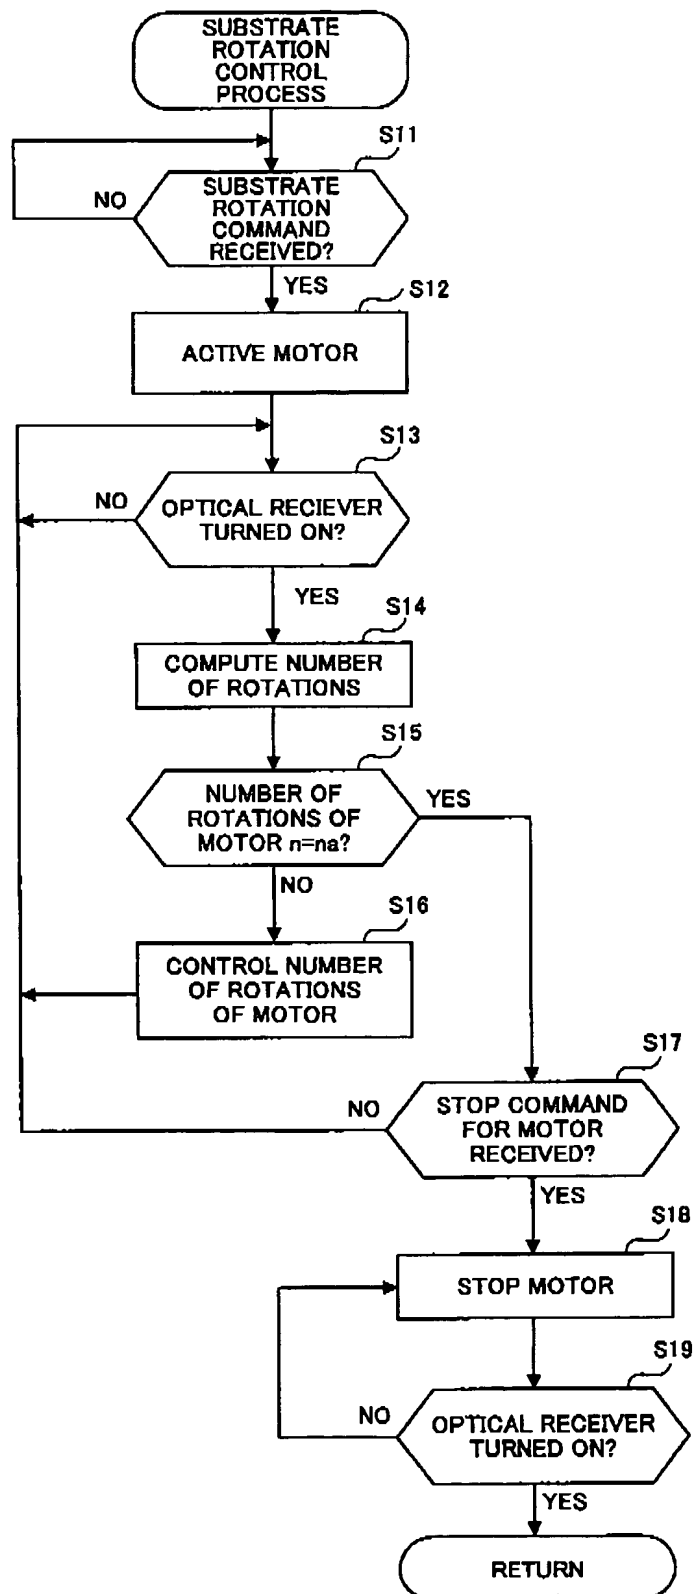 SUBSTRATE
ROTATION
CONTROL
PROCESS
S11
NO
SUBSTRATE
ROTATION
COMMAND
RECEIVED?
YES
S12
ACTIVE MOTOR
S13
NO
OPTICAL RECIEVER
TURNED ON?
YES
S14
COMPUTE NUMBER
OF ROTATIONS
S15
NUMBER OF
ROTATIONS OF
MOTOR n=na?
YES
NO
S16
CONTROL NUMBER
OF ROTATIONS
OF MOTOR
S17
NO
STOP COMMAND
FOR MOTOR
RECEIVED?
YES
S18
STOP MOTOR
S19
NO
OPTICAL RECEIVER
TURNED ON?
YES
RETURN